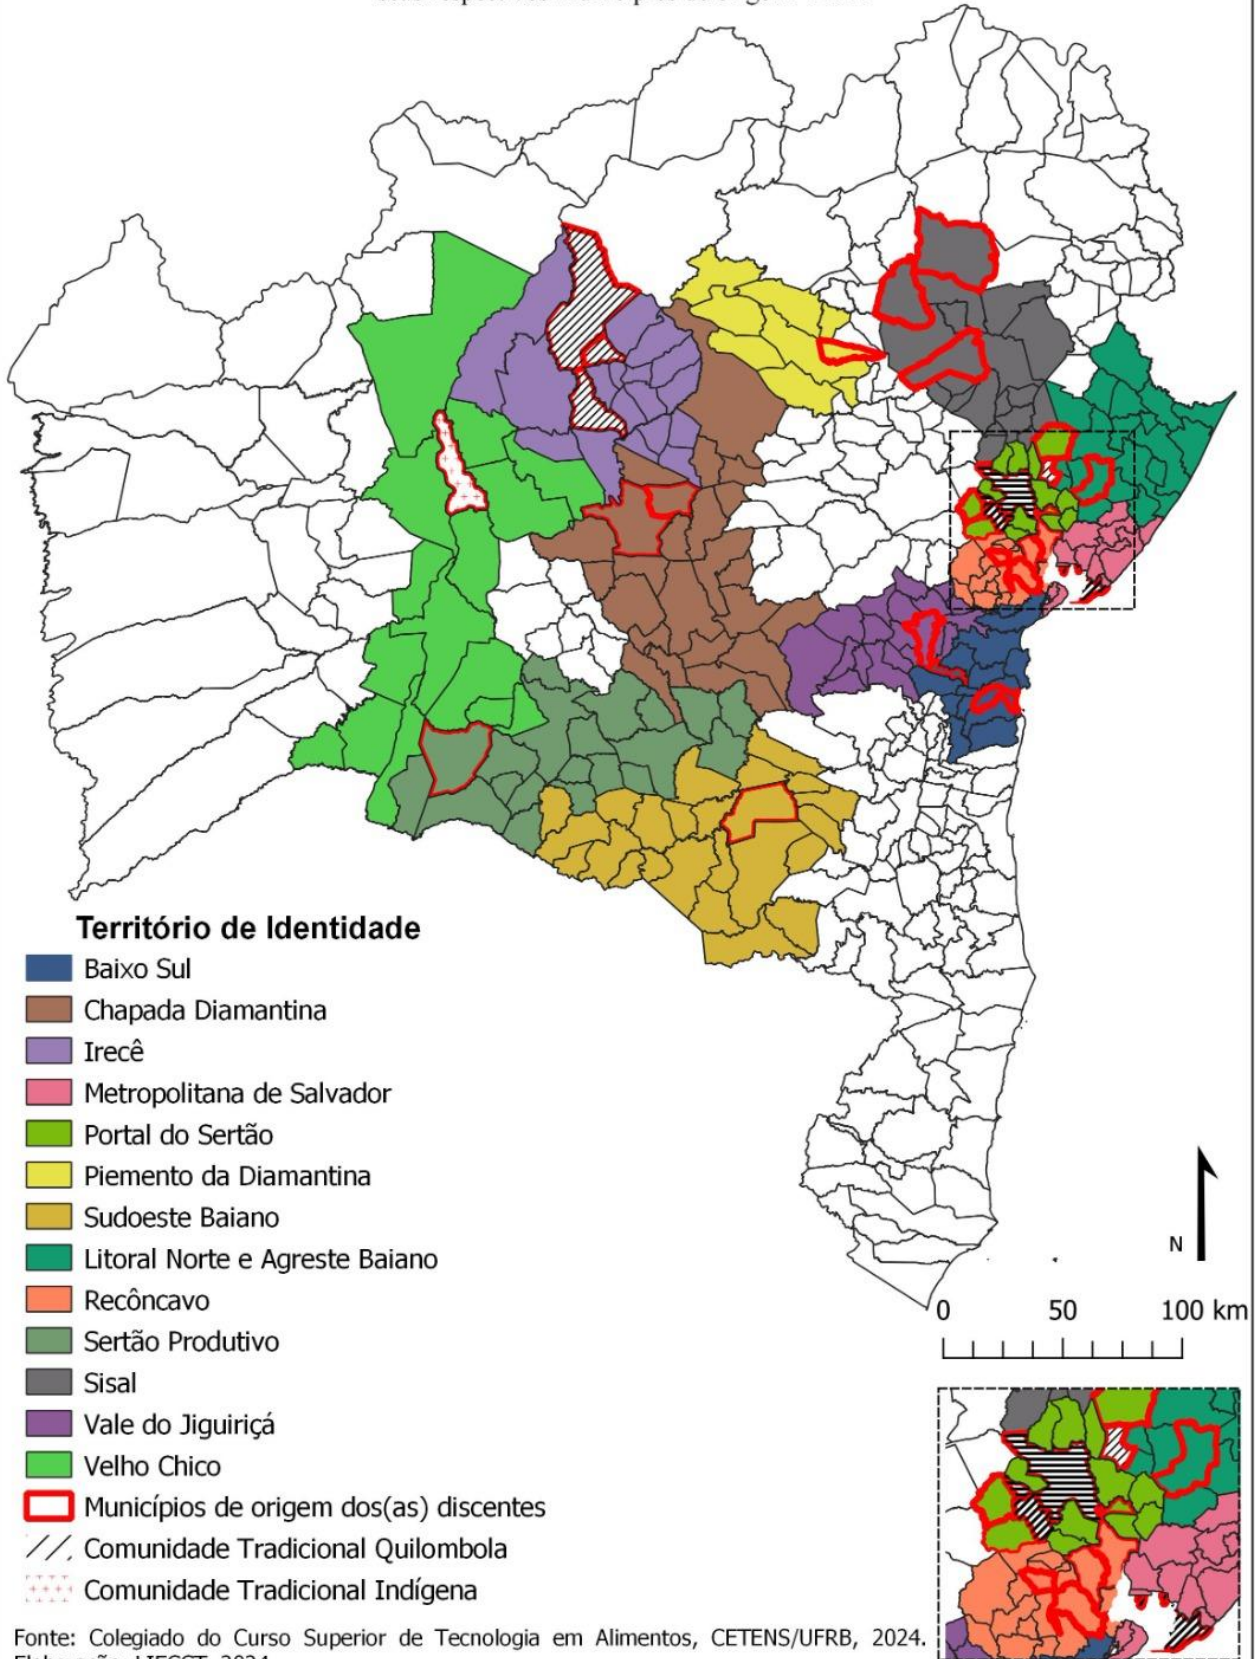 Território de Identidade
Baixo Sul
Chapada Diamantina
Irecê
Metropolitana de Salvador
Portal do Sertão
Piemento da Diamantina
Sudoeste Baiano
Litoral Norte e Agreste Baiano
Recôncavo
Sertão Produtivo
Sisal
Vale do Jiguiriçá
Velho Chico
Municípios de origem dos(as) discentes
Comunidade Tradicional Quilombola
Comunidade Tradicional Indígena
N
0 50 100 km
Fonte: Colegiado do Curso Superior de Tecnologia em Alimentos, CETENS/UFRB, 2024.